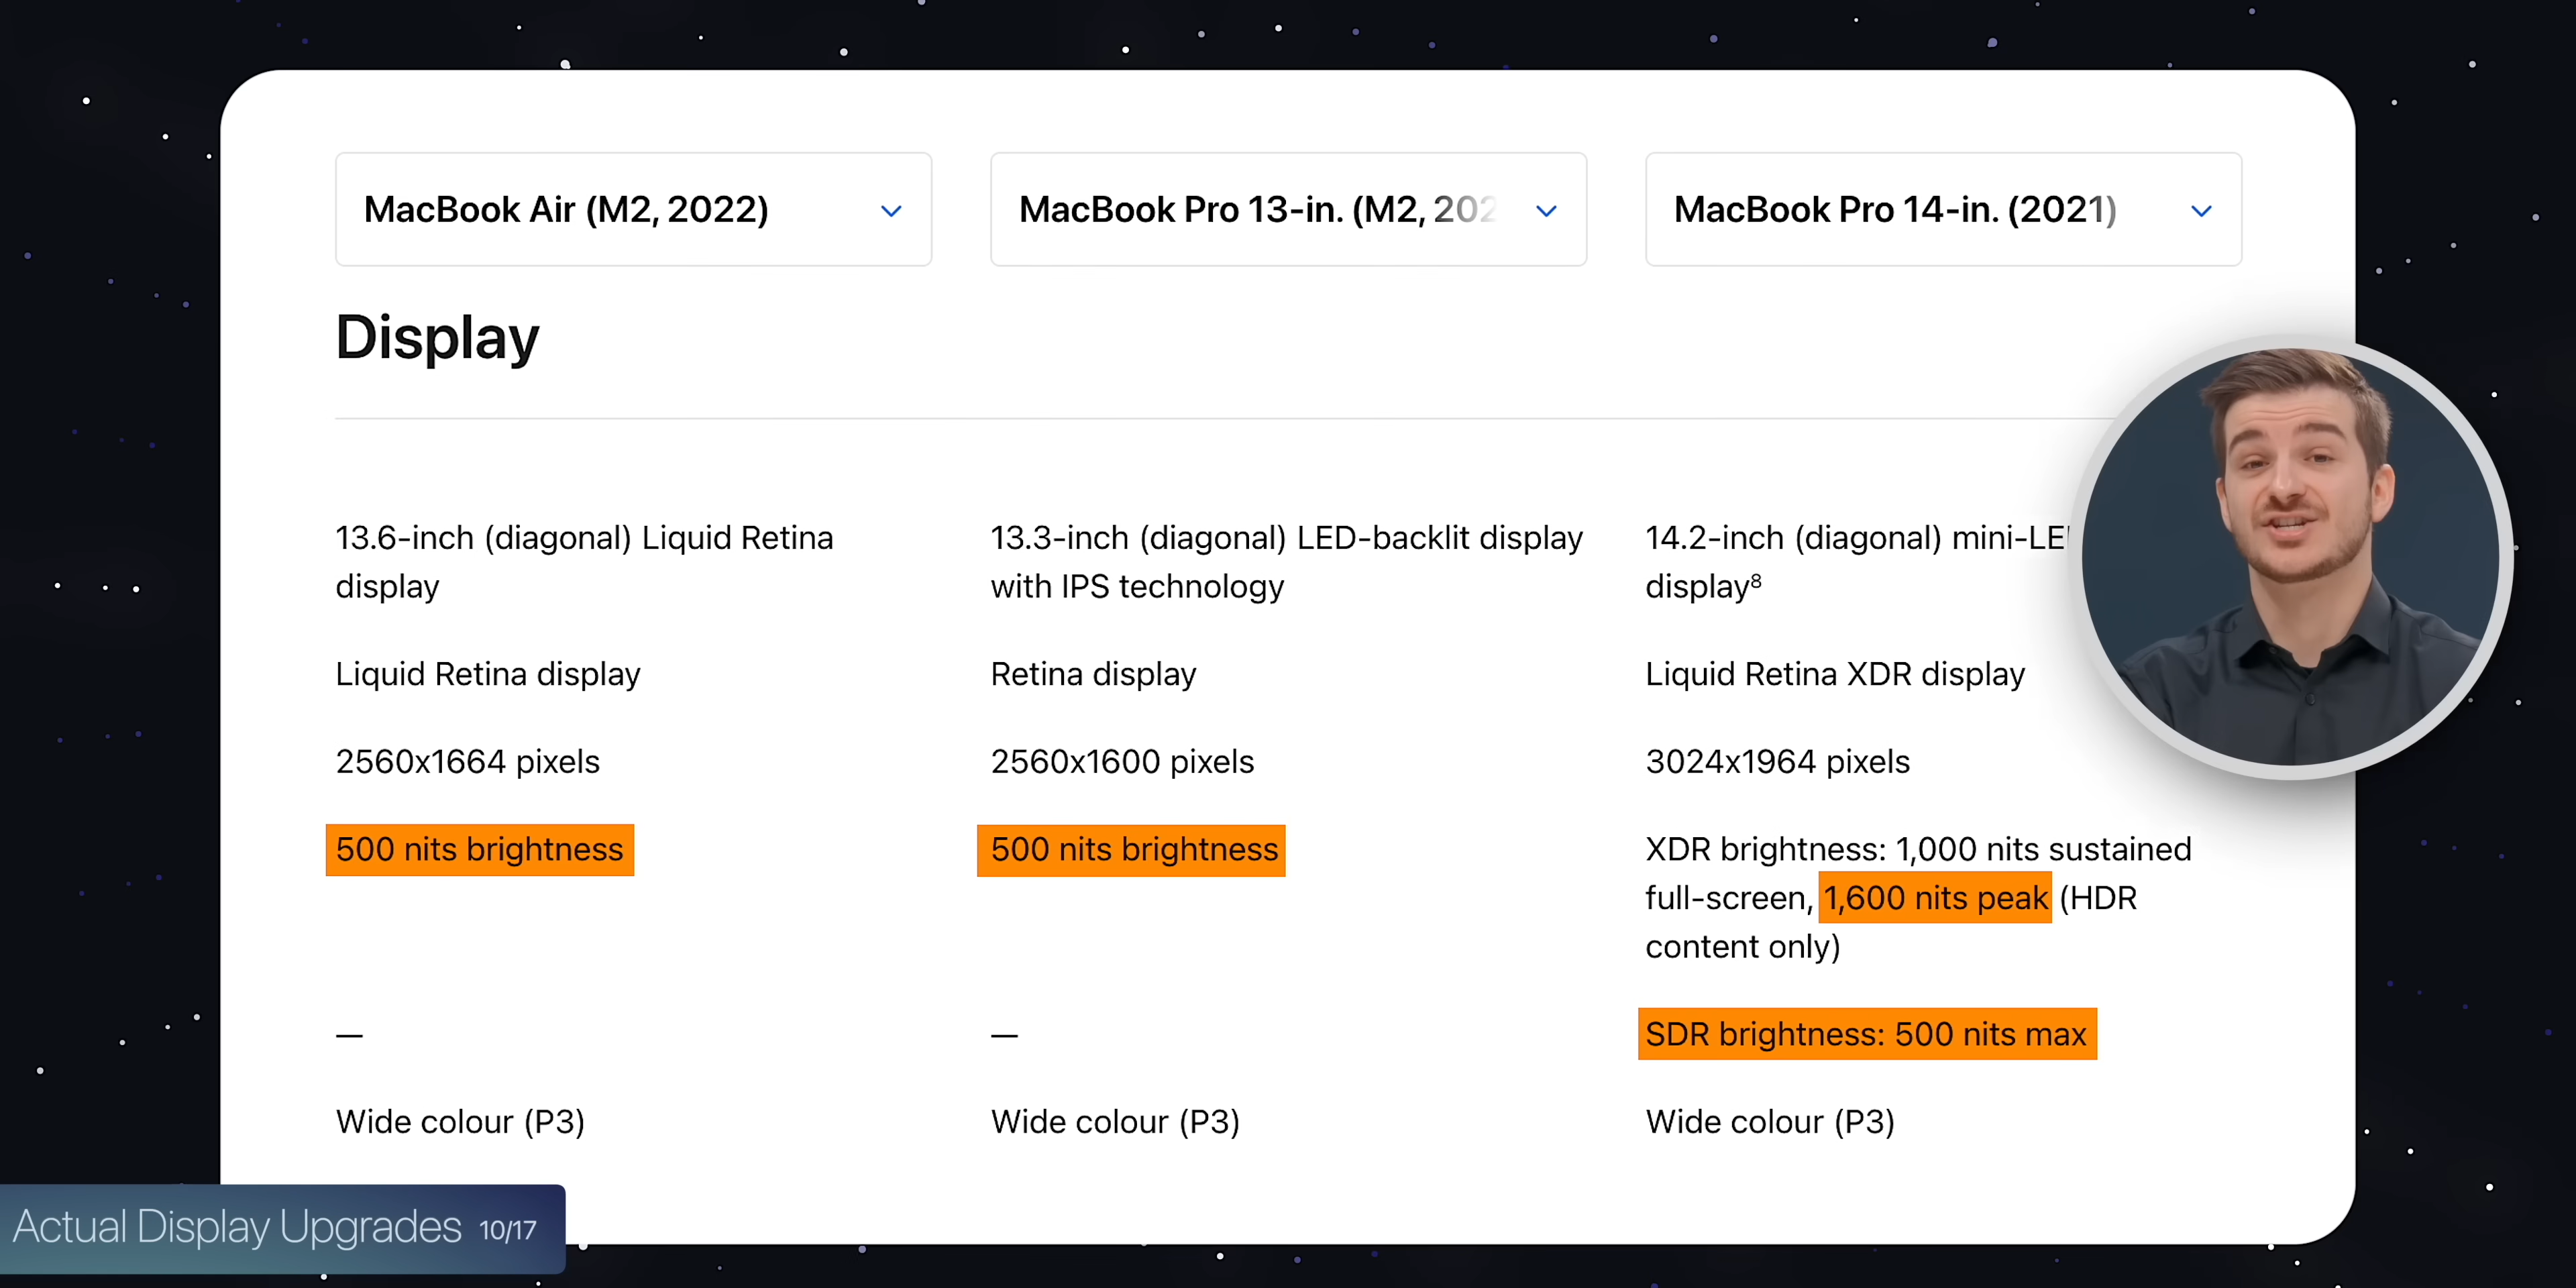 MacBook Air (M2, 2022)
MacBook Pro 13-in. (M2, 202
MacBook Pro 14-in. (2021)
Display
13.6-inch (diagonal) Liquid Retina
display
13.3-inch (diagonal) LED-backlit display
with IPS technology
14.2-inch (diagonal) mini-LE
display⁸
Liquid Retina display
Retina display
Liquid Retina XDR display
2560x1664 pixels
2560x1600 pixels
3024x1964 pixels
500 nits brightness
500 nits brightness
XDR brightness: 1,000 nits sustained
full-screen, 1,600 nits peak (HDR
content only)
—
—
SDR brightness: 500 nits max
Wide colour (P3)
Wide colour (P3)
Wide colour (P3)
Actual Display Upgrades 10/17